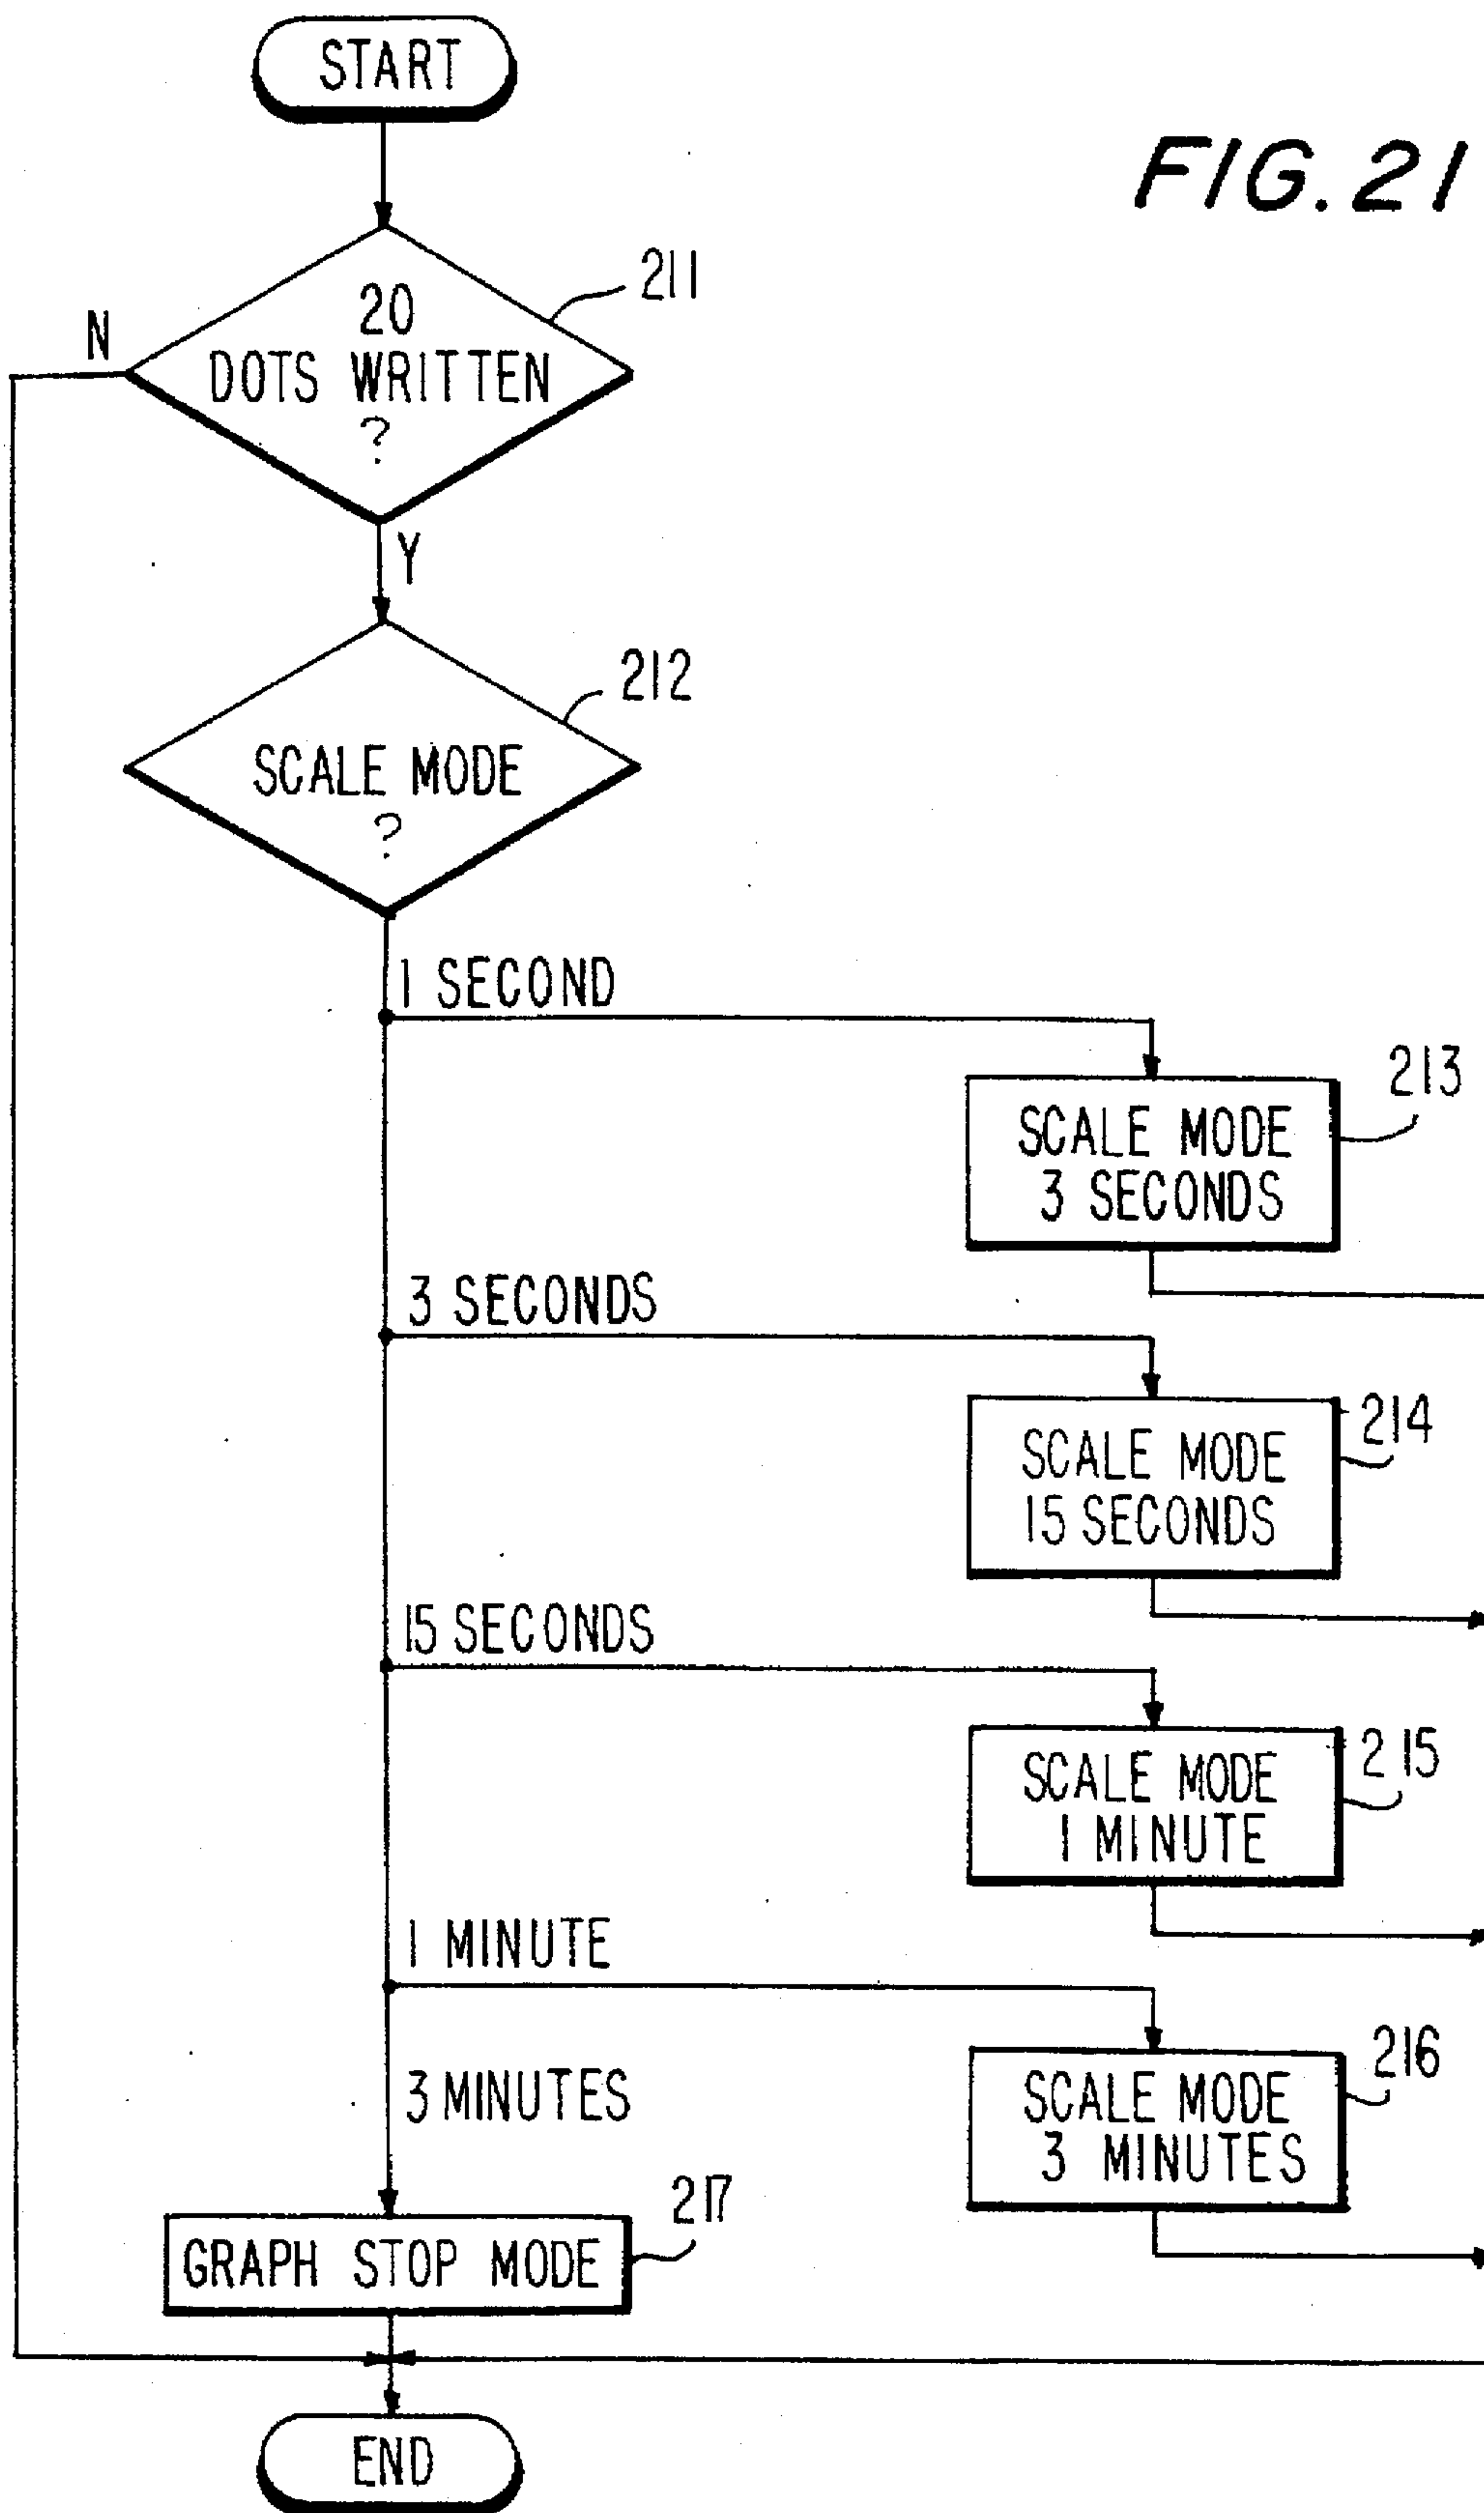 START
FIG. 21
211
N
20
DOTS WRITTEN
?
Y
212
SCALE MODE
?
1 SECOND
213
SCALE MODE
3 SECONDS
3 SECONDS
214
SCALE MODE
15 SECONDS
15 SECONDS
215
SCALE MODE
1 MINUTE
1 MINUTE
216
SCALE MODE
3 MINUTES
3 MINUTES
217
GRAPH STOP MODE
END